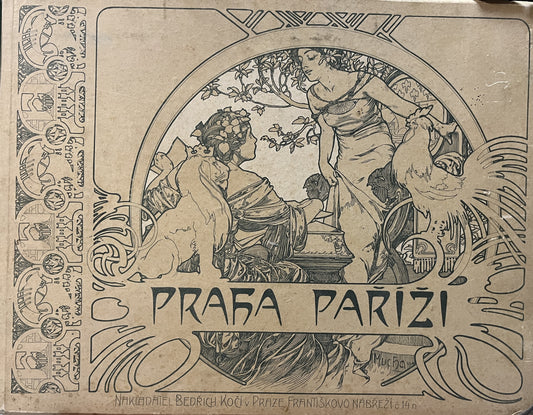 PRAHA PAŘÍŽI
Mucha
NAKLADATEL BEDŘICH KOČÍ V PRAZE FRANTIŠKOVO NÁBŘEŽÍ č 14 n